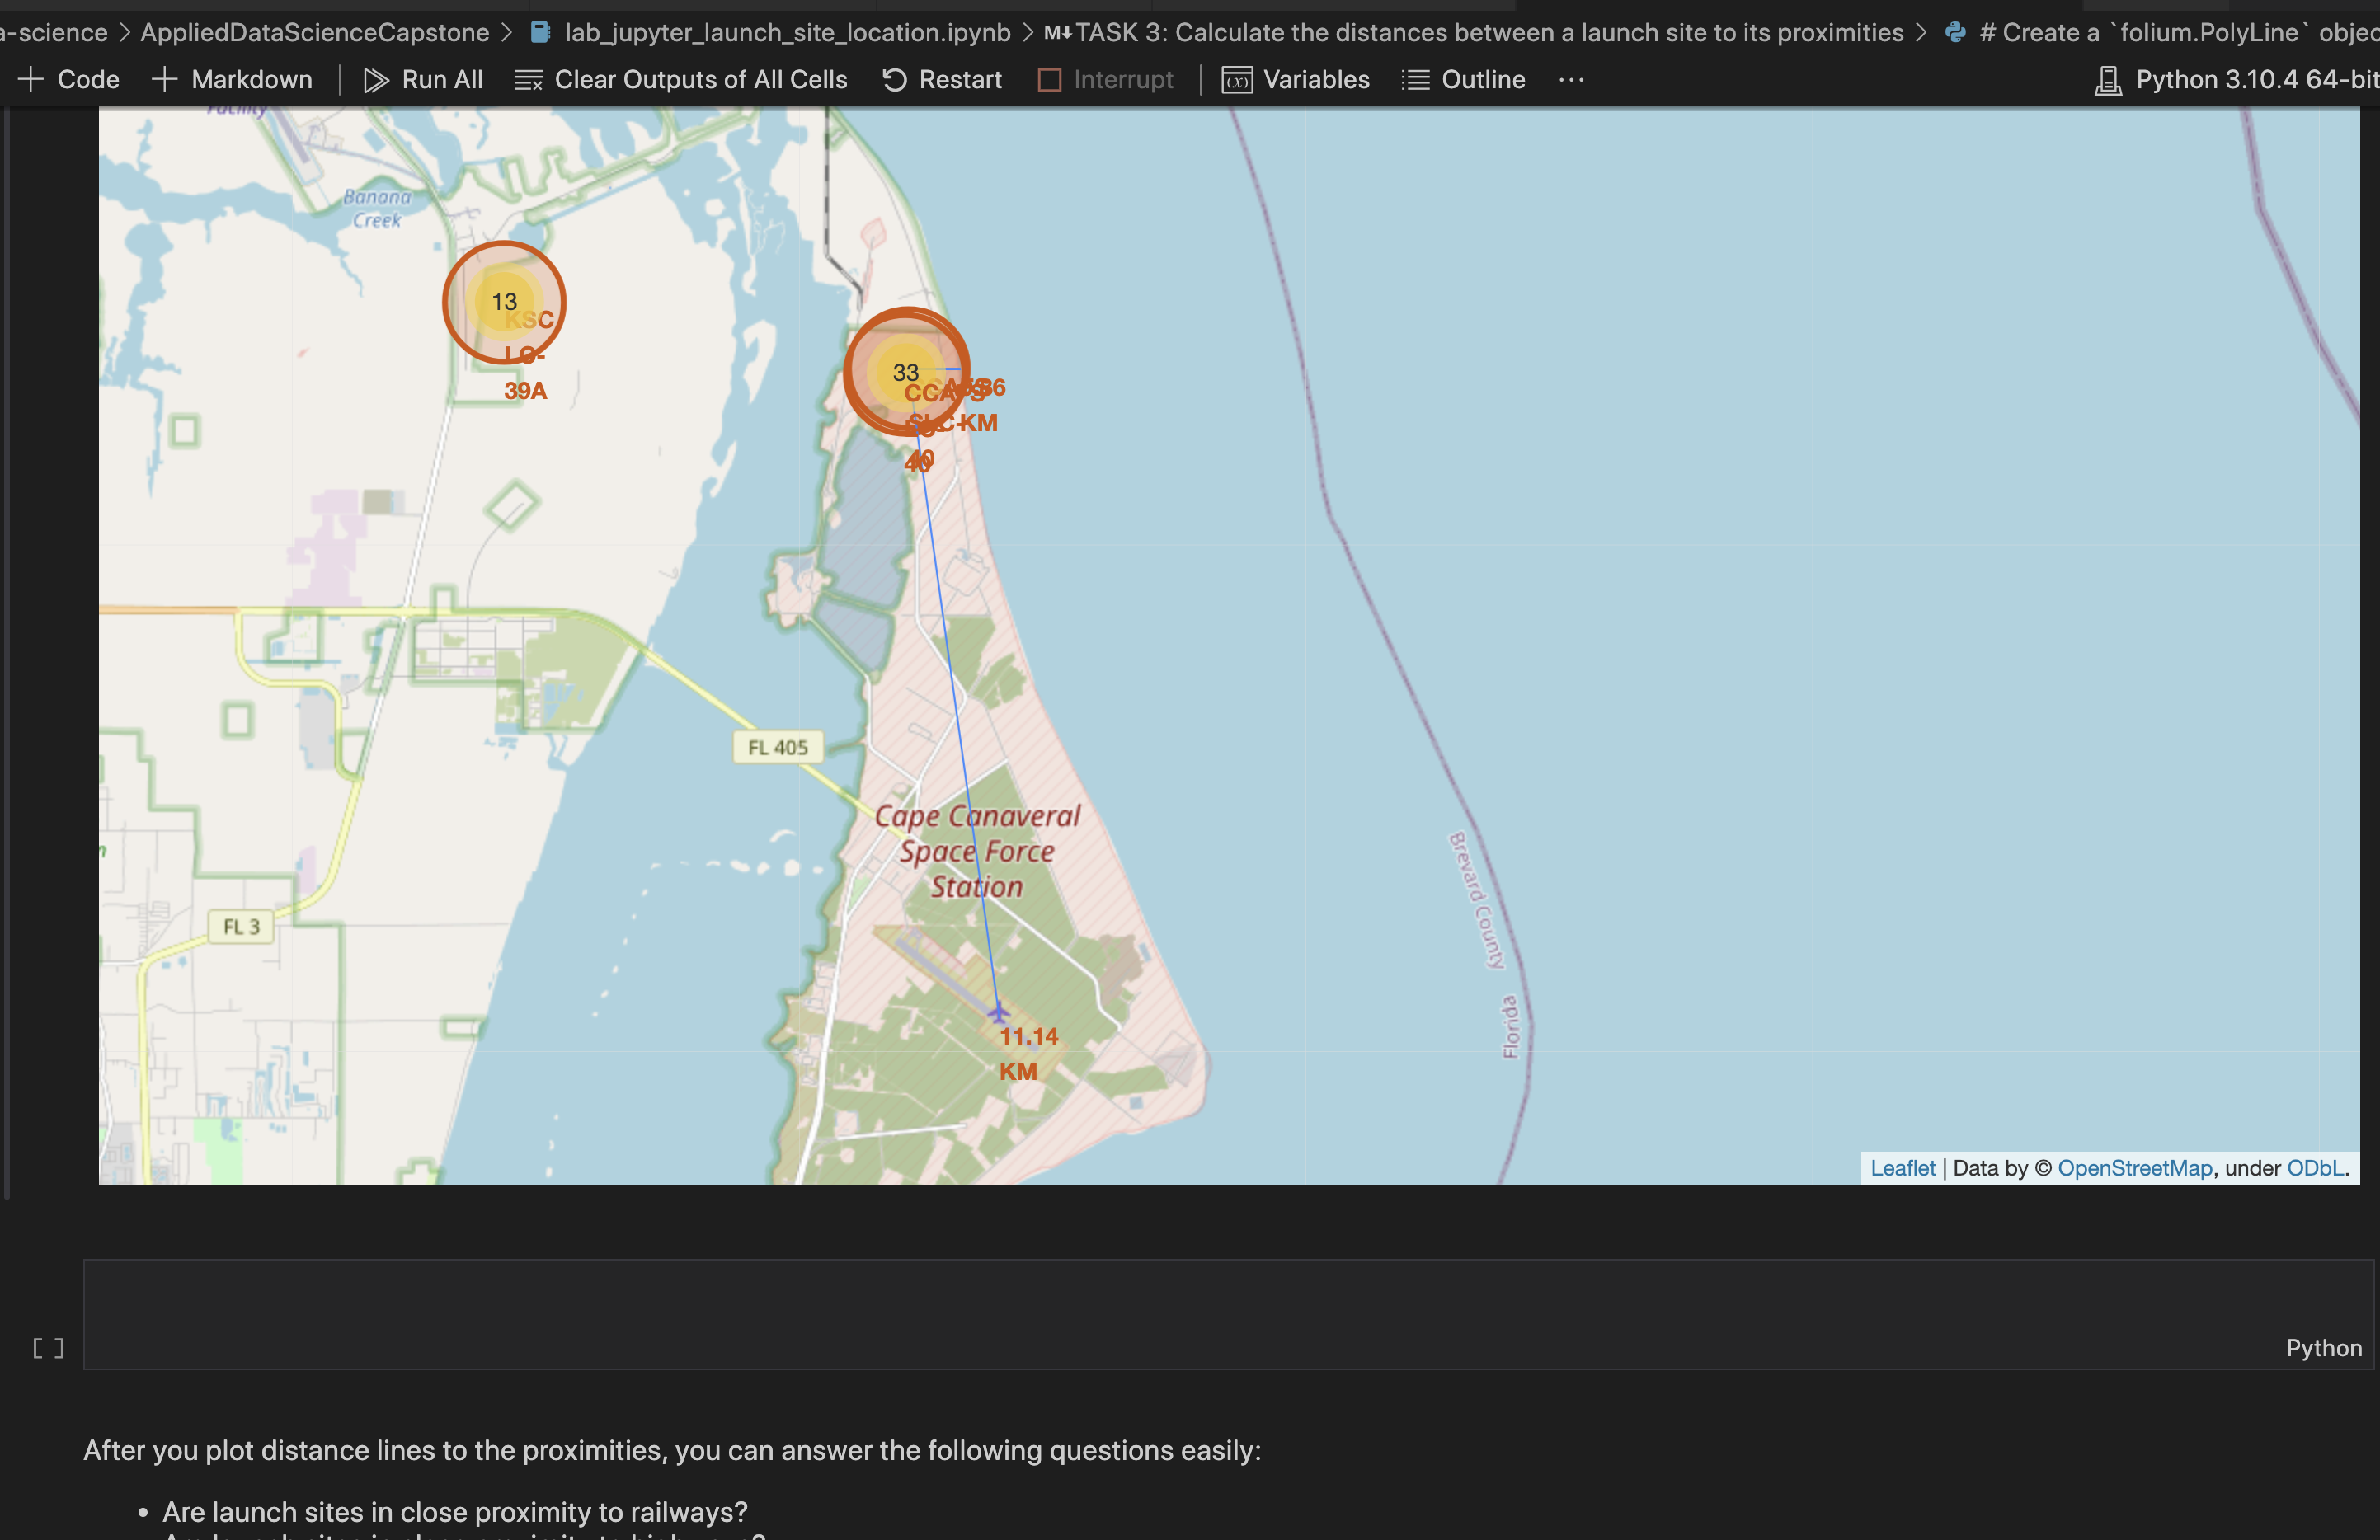 a-science > AppliedDataScienceCapstone > lab_jupyter_launch_site_location.ipynb > M↓ TASK 3: Calculate the distances between a launch site to its proximities > # Create a `folium.PolyLine` objec
+ Code + Markdown | Run All Clear Outputs of All Cells Restart Interrupt | (x) Variables Outline ··· Python 3.10.4 64-bit
Facility
Banana
Creek
13
KSC
LC-
39A
33
CCAFS
KM
40
FL 405
Cape Canaveral
Space Force
Station
FL 3
Brevard County
Florida
11.14
KM
Leaflet | Data by © OpenStreetMap, under ODbL.
[ ]
Python
After you plot distance lines to the proximities, you can answer the following questions easily:
• Are launch sites in close proximity to railways?